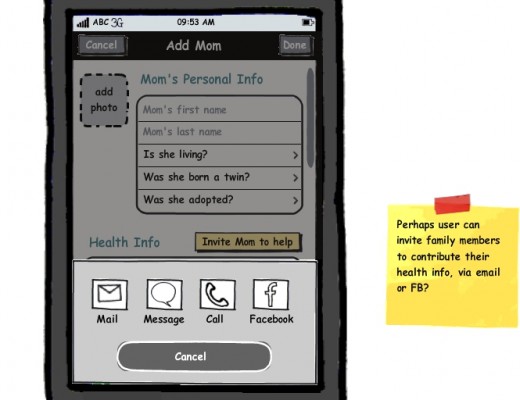 ABC 3G 09:53 AM
Cancel Add Mom Done
add
photo
Mom's Personal Info
Mom's first name
Mom's last name
Is she living?
Was she born a twin?
Was she adopted?
Health Info Invite Mom to help
Mail Message Call Facebook
Cancel
Perhaps user can
invite family members
to contribute their
health info, via email
or FB?